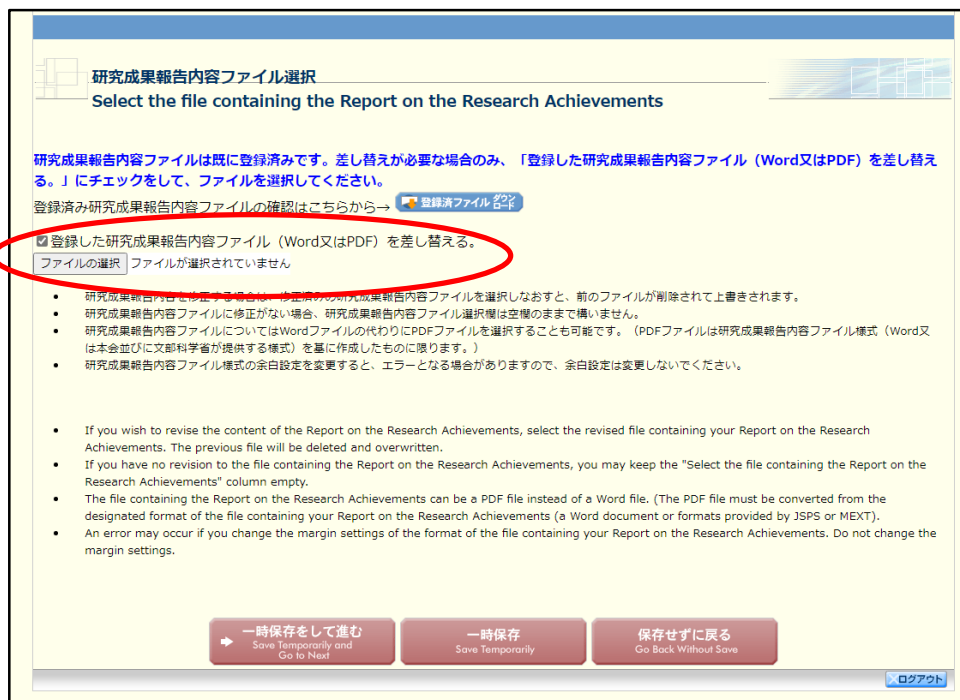 研究成果報告内容ファイル選択
Select the file containing the Report on the Research Achievements
研究成果報告内容ファイルは既に登録済みです。差し替えが必要な場合のみ、「登録した研究成果報告内容ファイル（Word又はPDF）を差し替え
る。」にチェックをして、ファイルを選択してください。
登録済み研究成果報告内容ファイルの確認はこちらから→ 登録済ファイル ダウンロード
登録した研究成果報告内容ファイル（Word又はPDF）を差し替える。
ファイルの選択 ファイルが選択されていません
• 研究成果報告内容を修正する場合は、修正済みの研究成果報告内容ファイルを選択しなおすと、前のファイルが削除されて上書きされます。
• 研究成果報告内容ファイルに修正がない場合、研究成果報告内容ファイル選択欄は空欄のままで構いません。
• 研究成果報告内容ファイルについてはWordファイルの代わりにPDFファイルを選択することも可能です。（PDFファイルは研究成果報告内容ファイル様式（Word又
は本会並びに文部科学省が提供する様式）を基に作成したものに限ります。）
• 研究成果報告内容ファイル様式の余白設定を変更すると、エラーとなる場合がありますので、余白設定は変更しないでください。
• If you wish to revise the content of the Report on the Research Achievements, select the revised file containing your Report on the Research
Achievements. The previous file will be deleted and overwritten.
• If you have no revision to the file containing the Report on the Research Achievements, you may keep the "Select the file containing the Report on the
Research Achievements" column empty.
• The file containing the Report on the Research Achievements can be a PDF file instead of a Word file. (The PDF file must be converted from the
designated format of the file containing your Report on the Research Achievements (a Word document or formats provided by JSPS or MEXT).
• An error may occur if you change the margin settings of the format of the file containing your Report on the Research Achievements. Do not change the
margin settings.
一時保存をして進む
Save Temporarily and
Go to Next
一時保存
Save Temporarily
保存せずに戻る
Go Back Without Save
ログアウト